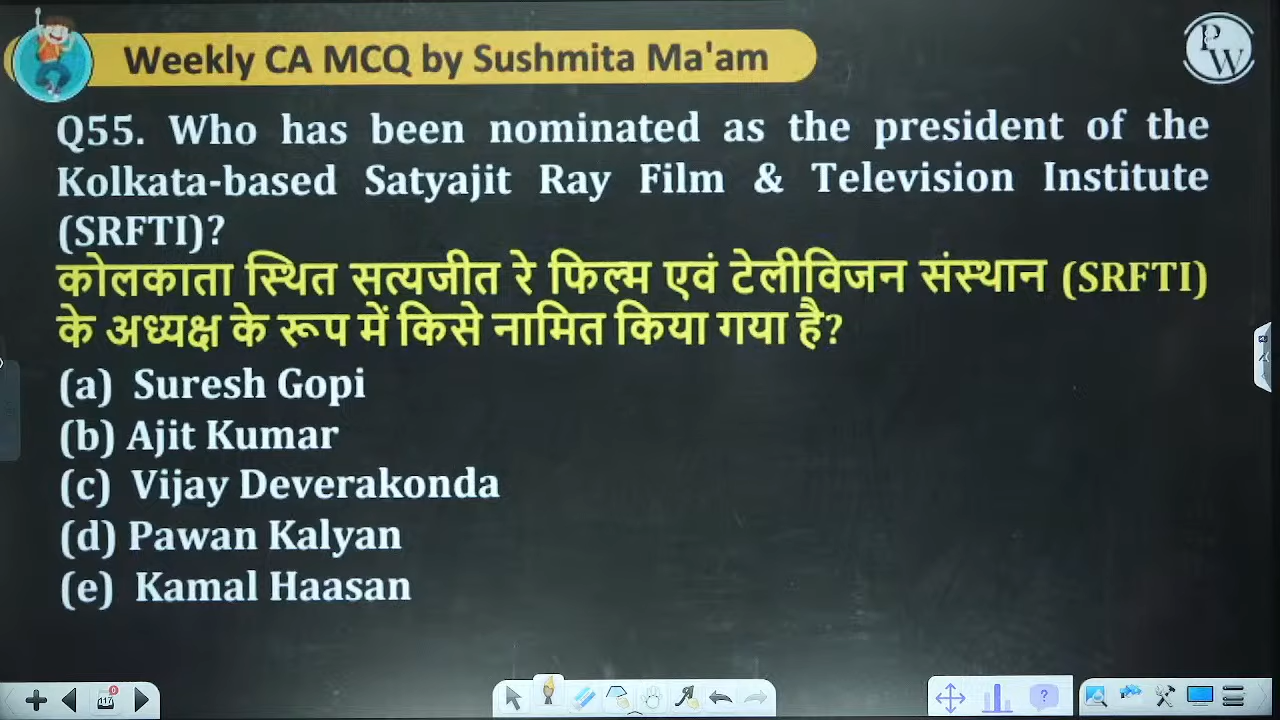 Weekly CA MCQ by Sushmita Ma'am
PW
Q55. Who has been nominated as the president of the
Kolkata-based Satyajit Ray Film & Television Institute
(SRFTI)?
कोलकाता स्थित सत्यजीत रे फिल्म एवं टेलीविजन संस्थान (SRFTI)
के अध्यक्ष के रूप में किसे नामित किया गया है?
(a) Suresh Gopi
(b) Ajit Kumar
(c) Vijay Deverakonda
(d) Pawan Kalyan
(e) Kamal Haasan
117